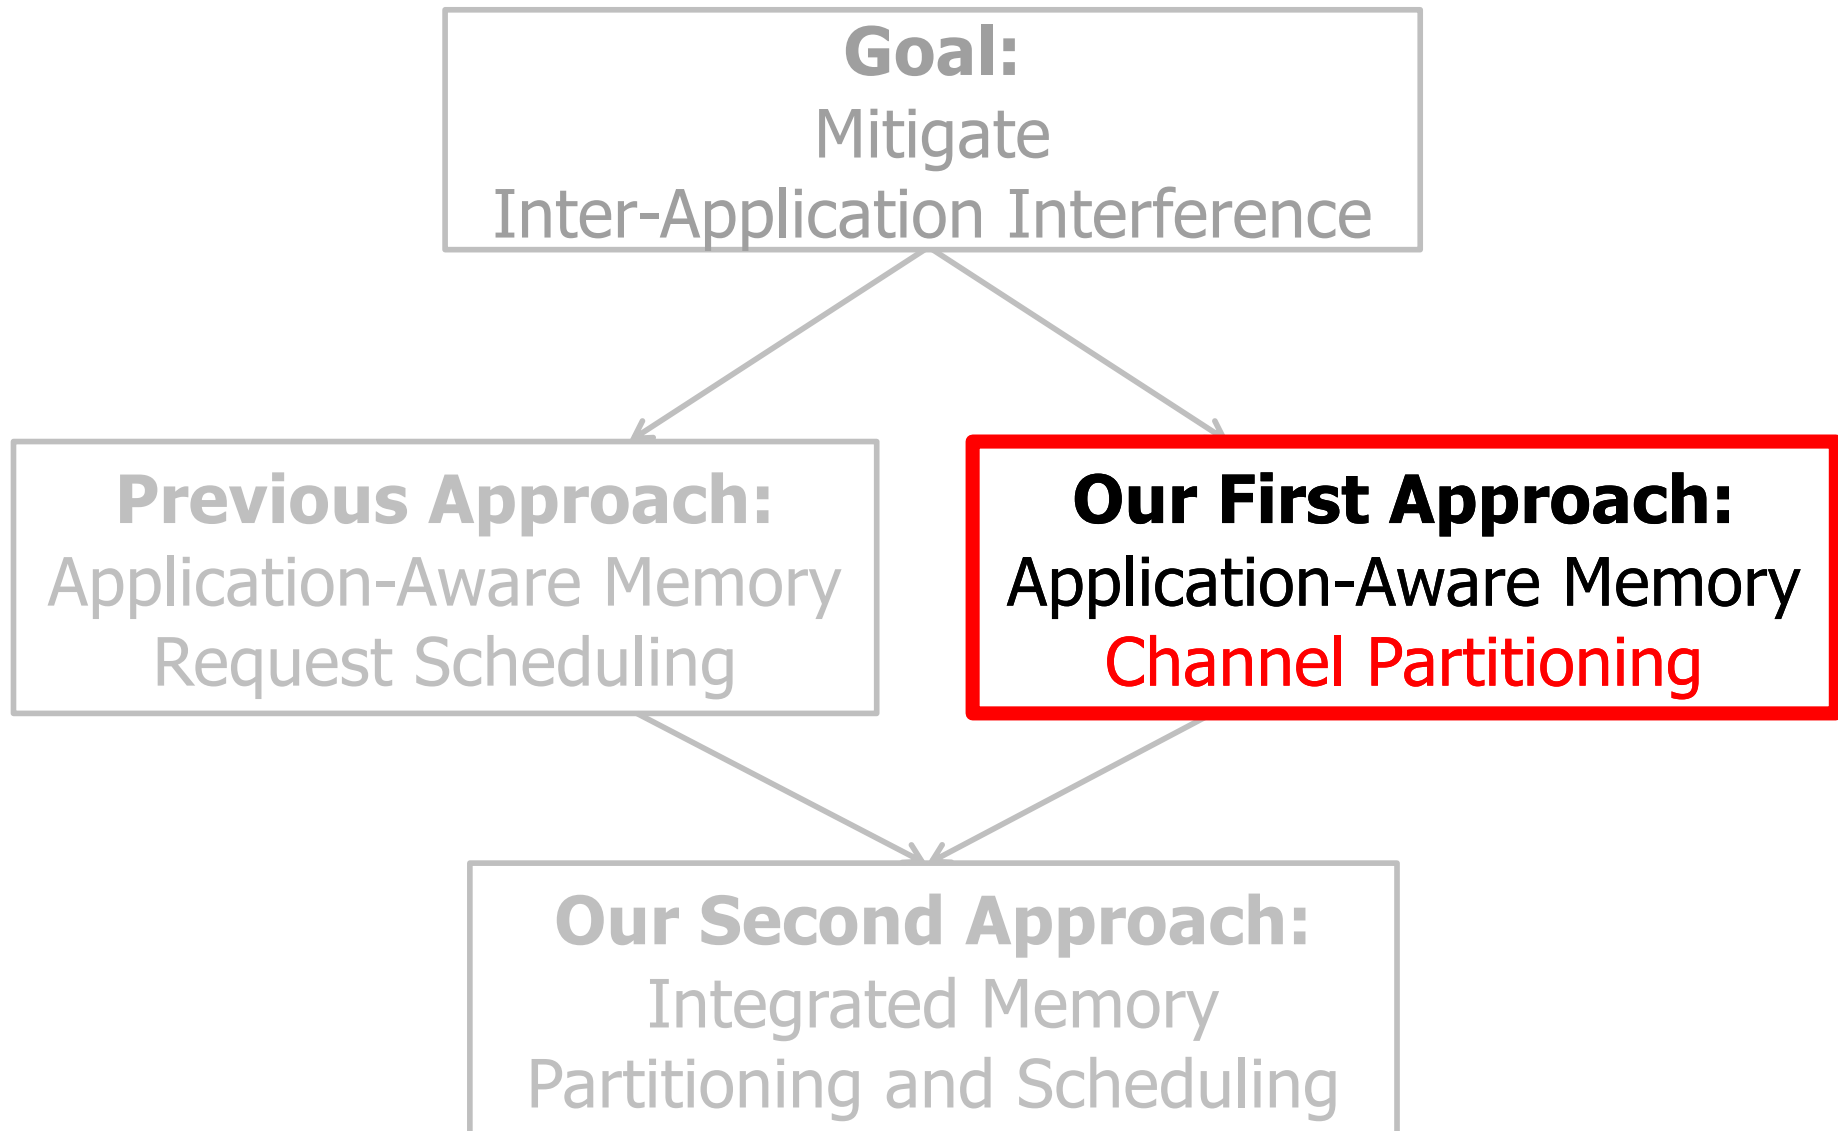 Goal:
Mitigate
Inter-Application Interference
Previous Approach:
Application-Aware Memory
Request Scheduling
Our First Approach:
Application-Aware Memory
Channel Partitioning
Our Second Approach:
Integrated Memory
Partitioning and Scheduling